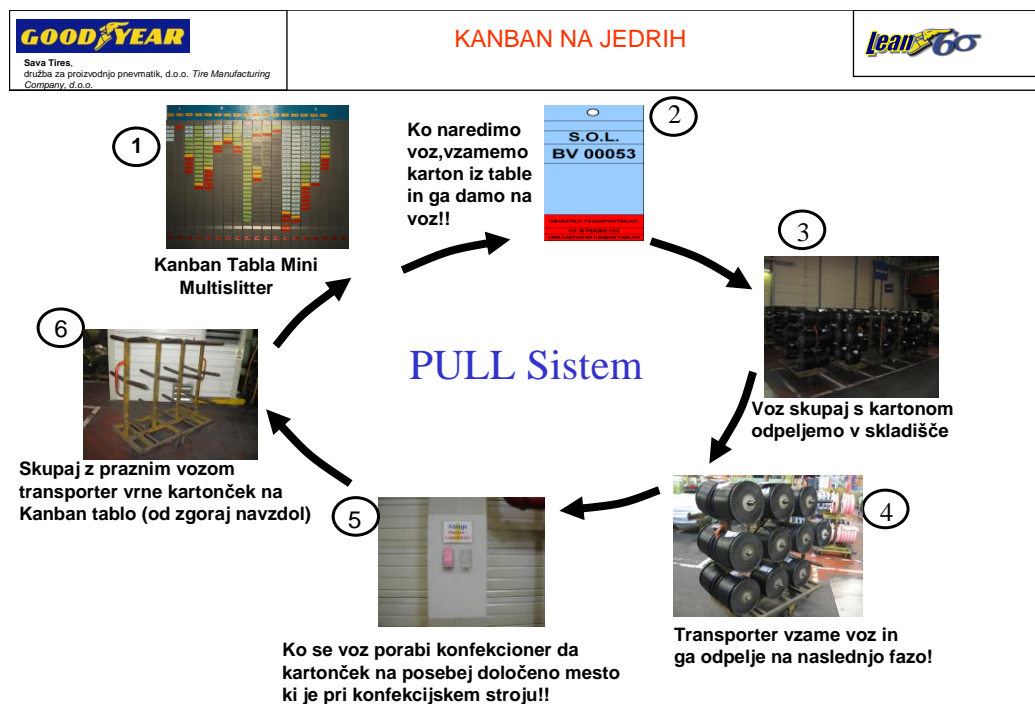 GOODYEAR
Sava Tires,
družba za proizvodnjo pnevmatik, d.o.o. Tire Manufacturing
Company, d.o.o.
KANBAN NA JEDRIH
Lean 6σ
1
Kanban Tabla Mini
Multislitter
Ko naredimo
voz,vzamemo
karton iz table
in ga damo na
voz!!
2
S.O.L.
BV 00053
3
Voz skupaj s kartonom
odpeljemo v skladišče
PULL Sistem
4
Transporter vzame voz in
ga odpelje na naslednjo fazo!
5
Ablage
Ko se voz porabi konfekcioner da
kartonček na posebej določeno mesto
ki je pri konfekcijskem stroju!!
6
Skupaj z praznim vozom
transporter vrne kartonček na
Kanban tablo (od zgoraj navzdol)